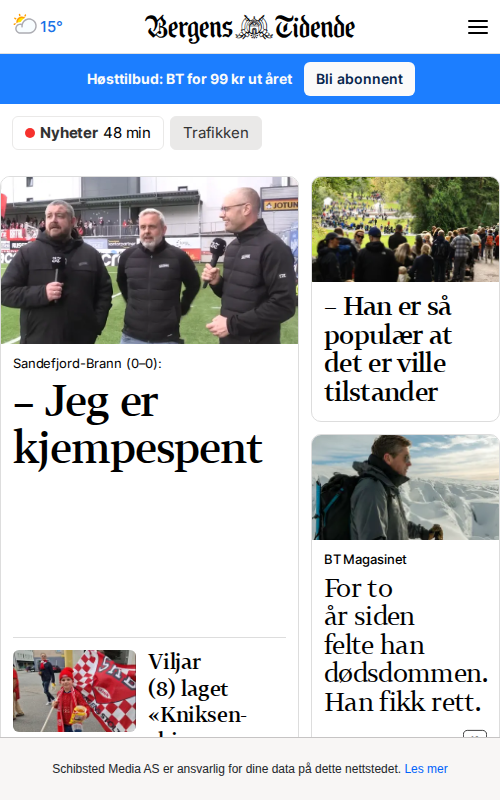 15°
Bergens Tidende
Høsttilbud: BT for 99 kr ut året
Bli abonnent
Nyheter 48 min
Trafikken
JOTUN
Sandefjord-Brann (0–0):
– Jeg er
kjempespent
Viljar
(8) laget
«Kniksen-
– Han er så
populær at
det er ville
tilstander
BT Magasinet
For to
år siden
felte han
dødsdommen.
Han fikk rett.
Schibsted Media AS er ansvarlig for dine data på dette nettstedet. Les mer